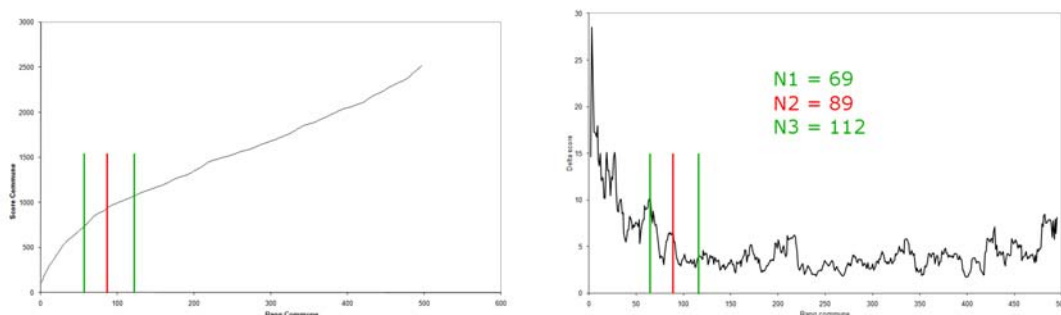 3000
2500
2000
1500
1000
500
0
Score Commune
0 100 200 300 400 500 600
Rang Commune
30
25
20
15
10
5
0
Delta score
N1 = 69
N2 = 89
N3 = 112
0 50 100 150 200 250 300 350 400 450 500
Rang commune